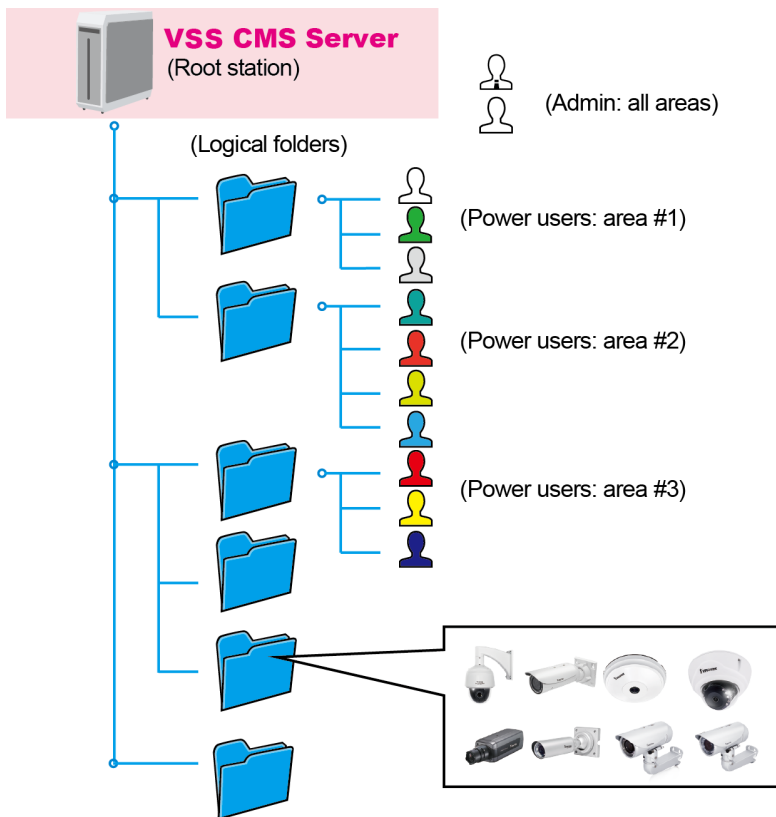 VSS CMS Server
(Root station)
(Admin: all areas)
(Logical folders)
(Power users: area #1)
(Power users: area #2)
(Power users: area #3)